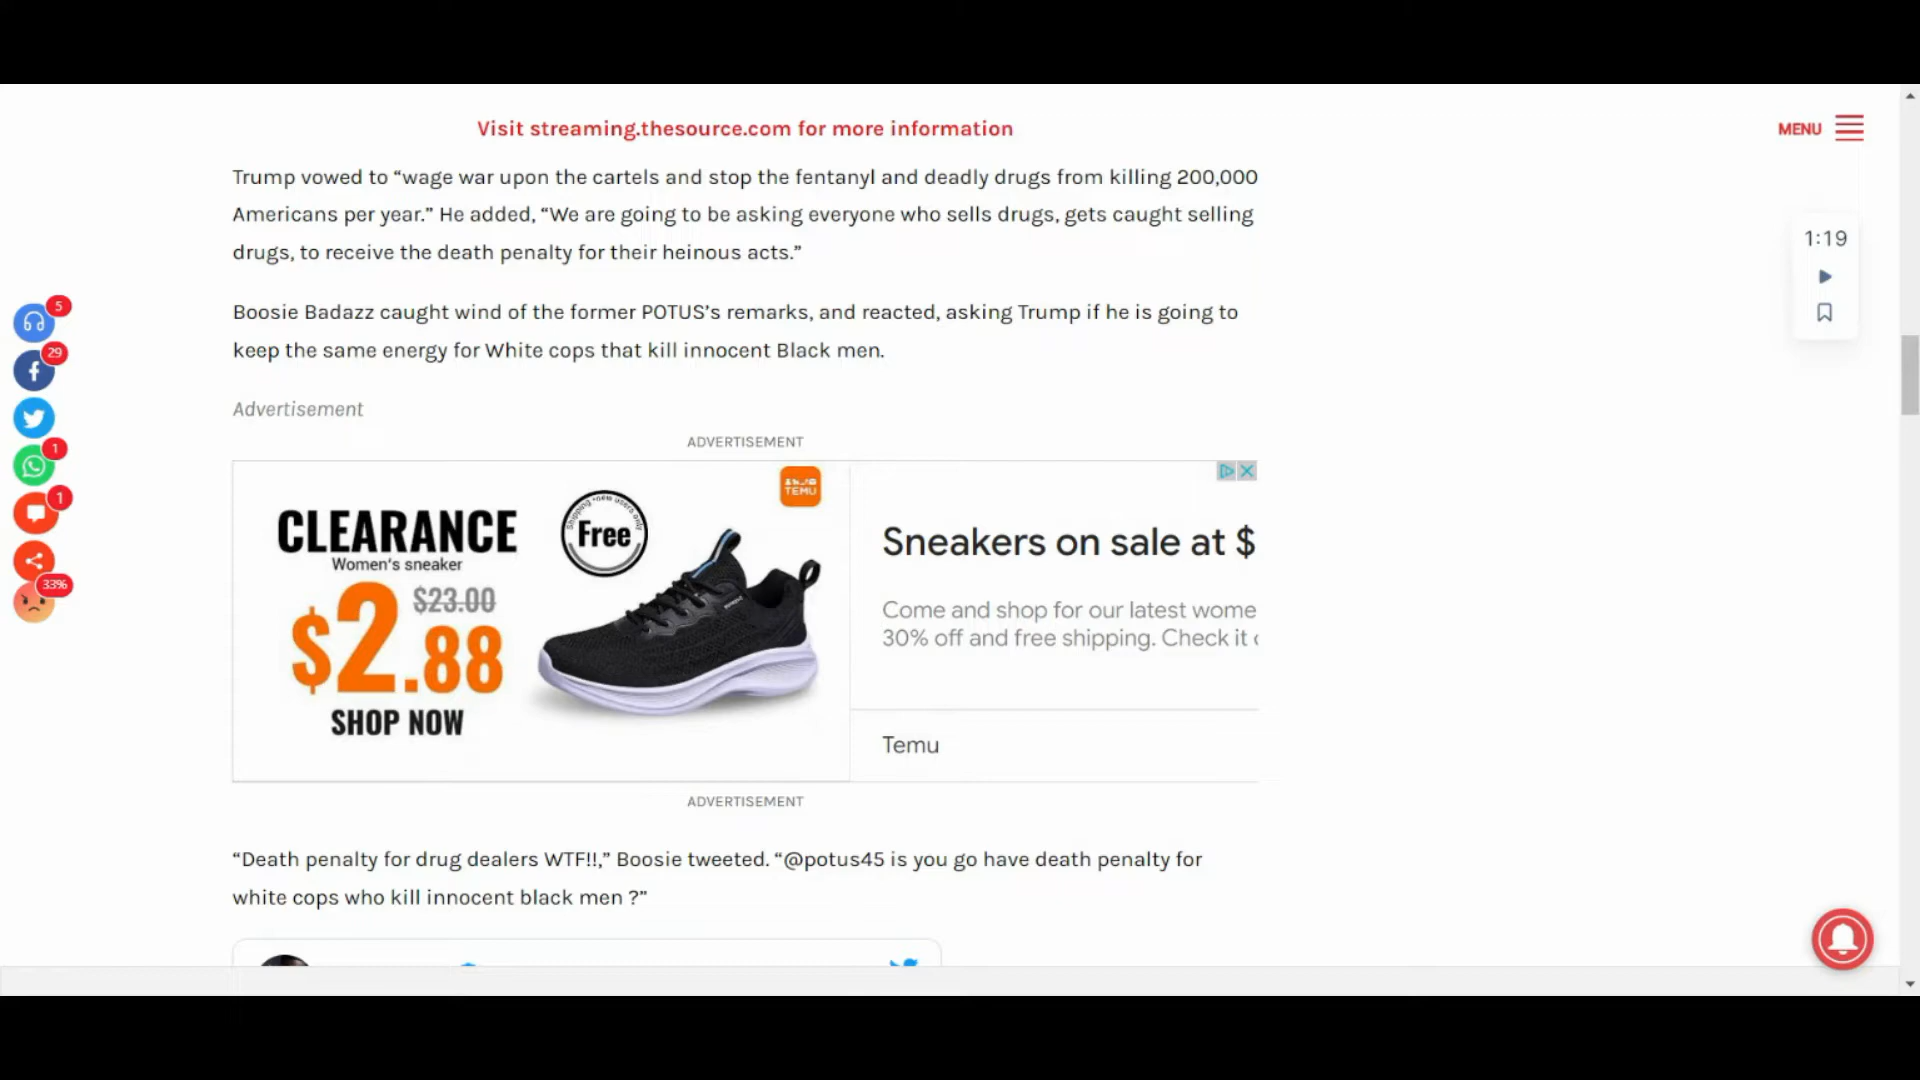 Visit streaming.thesource.com for more information
MENU
Trump vowed to “wage war upon the cartels and stop the fentanyl and deadly drugs from killing 200,000
Americans per year.” He added, “We are going to be asking everyone who sells drugs, gets caught selling
drugs, to receive the death penalty for their heinous acts.”
1:19
Boosie Badazz caught wind of the former POTUS’s remarks, and reacted, asking Trump if he is going to
keep the same energy for White cops that kill innocent Black men.
5
29
1
1
33%
Advertisement
ADVERTISEMENT
CLEARANCE
Women's sneaker
$23.00
$2.88
SHOP NOW
Shipping *new users only
Free
TEMU
Sneakers on sale at $
Come and shop for our latest wome
30% off and free shipping. Check it
Temu
ADVERTISEMENT
“Death penalty for drug dealers WTF!!,” Boosie tweeted. “@potus45 is you go have death penalty for
white cops who kill innocent black men ?”